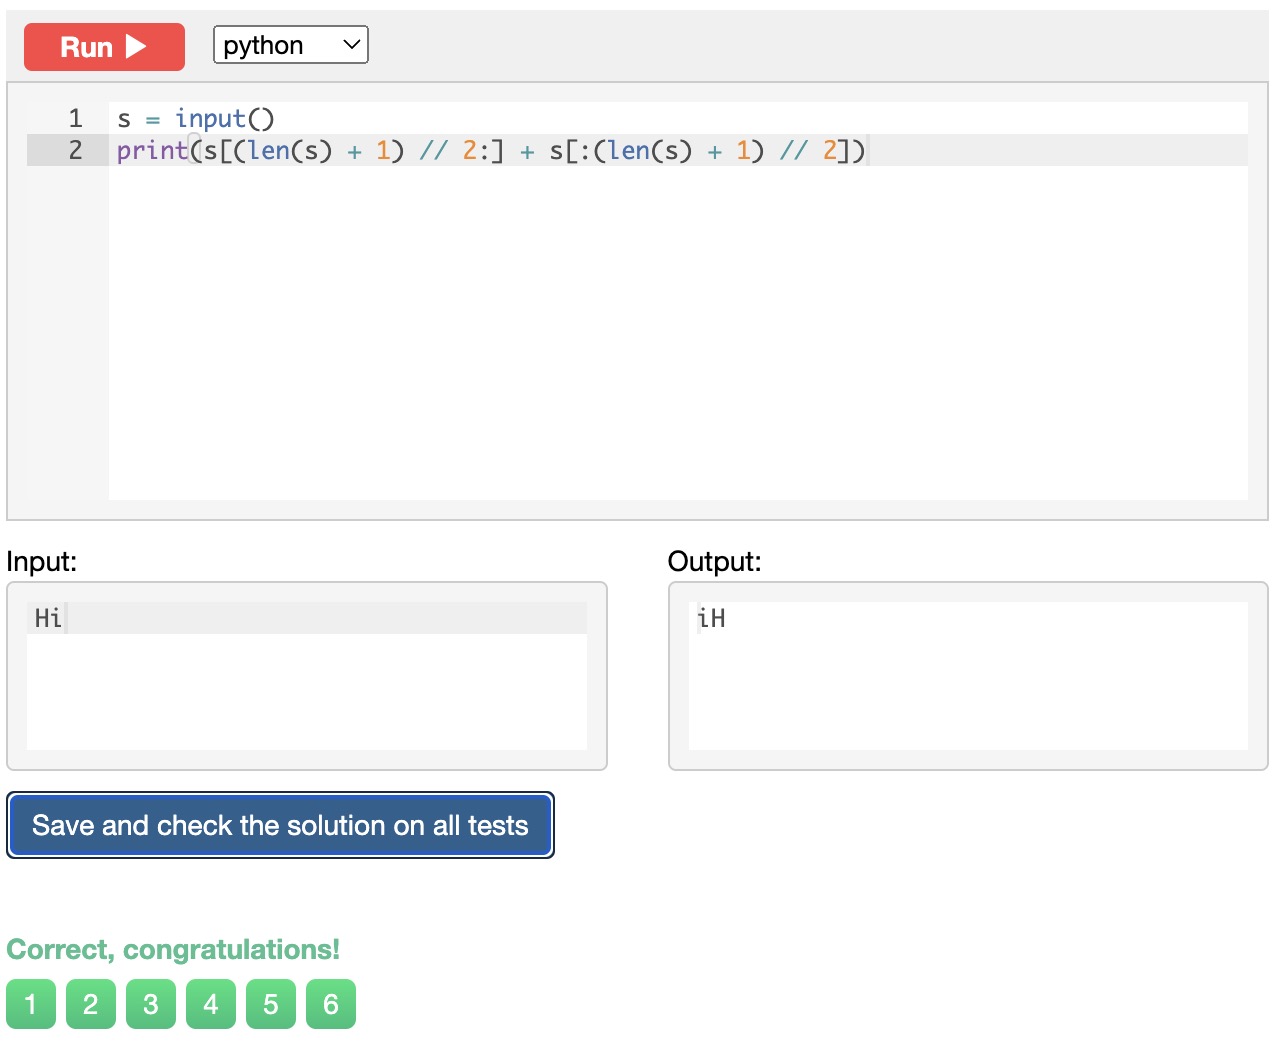 Run python
1 s = input()
2 print(s[(len(s) + 1) // 2:] + s[:(len(s) + 1) // 2])
Input:
Hi
Output:
iH
Save and check the solution on all tests
Correct, congratulations!
1 2 3 4 5 6